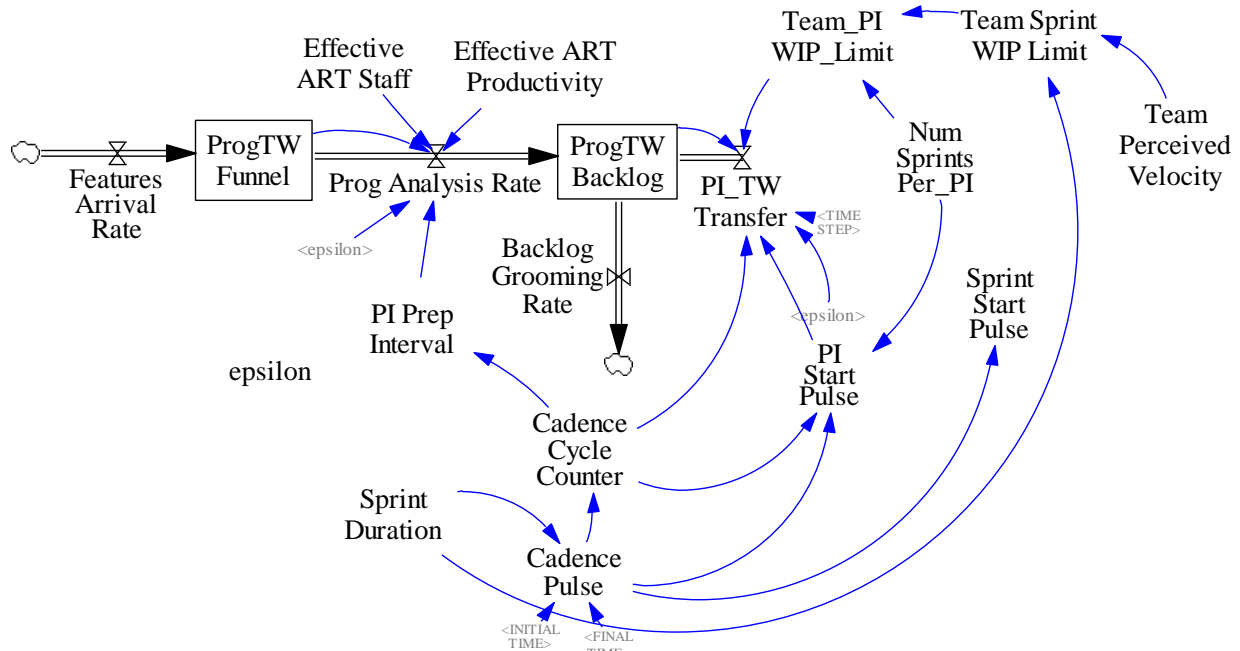 Team_PI
WIP_Limit
Team Sprint
WIP Limit
Effective
ART Staff
Effective ART
Productivity
Team
Perceived
Velocity
Num
Sprints
Per_PI
ProgTW
Funnel
ProgTW
Backlog
Features
Arrival
Rate
Prog Analysis Rate
PI_TW
Transfer
<TIME
STEP>
<epsilon>
Backlog
Grooming
Rate
Sprint
Start
Pulse
<epsilon>
PI Prep
Interval
PI
Start
Pulse
epsilon
Cadence
Cycle
Counter
Sprint
Duration
Cadence
Pulse
<INITIAL
TIME>
<FINAL
TIME